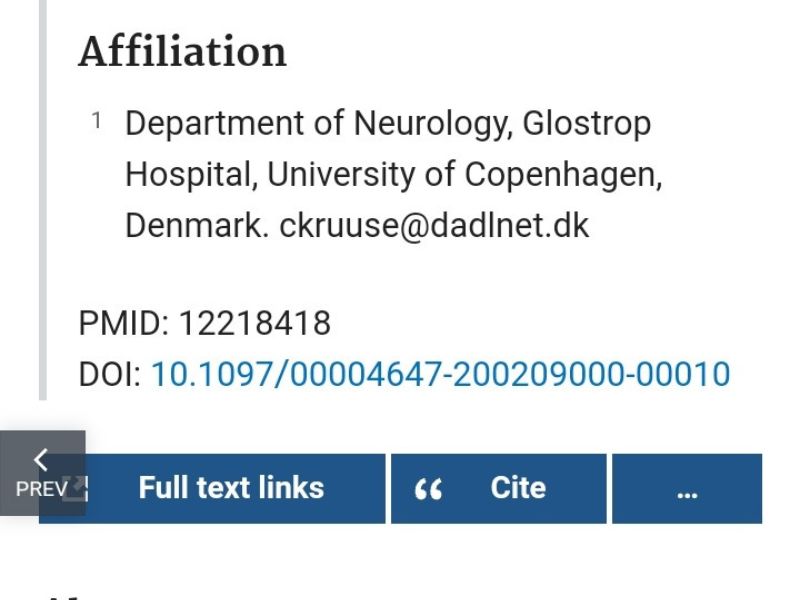 Affiliation
1 Department of Neurology, Glostrop
Hospital, University of Copenhagen,
Denmark. ckruuse@dadlnet.dk
PMID: 12218418
DOI: 10.1097/00004647-200209000-00010
PREV
Full text links
Cite
...